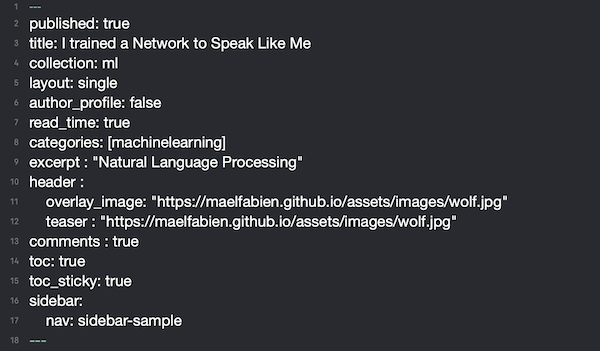 1 ---
2 published: true
3 title: I trained a Network to Speak Like Me
4 collection: ml
5 layout: single
6 author_profile: false
7 read_time: true
8 categories: [machinelearning]
9 excerpt : "Natural Language Processing"
10 header :
11     overlay_image: "https://maelfabien.github.io/assets/images/wolf.jpg"
12     teaser : "https://maelfabien.github.io/assets/images/wolf.jpg"
13 comments : true
14 toc: true
15 toc_sticky: true
16 sidebar:
17     nav: sidebar-sample
18 ---